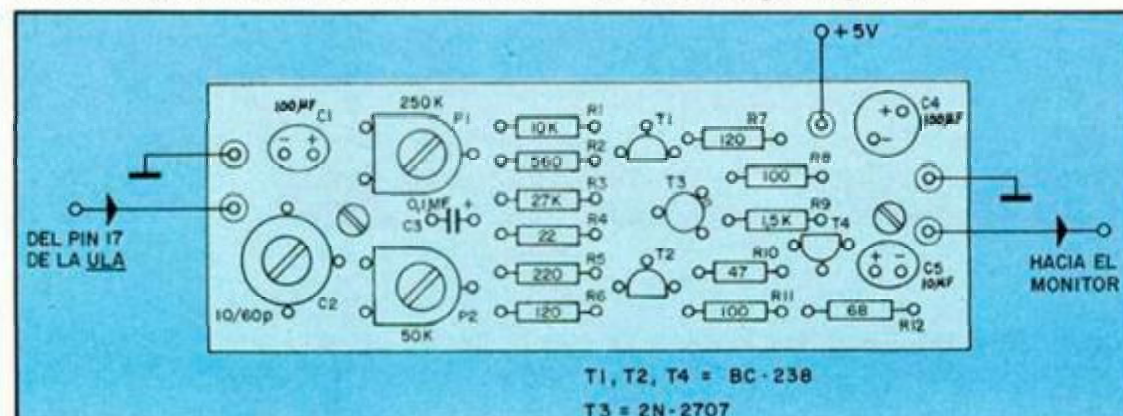 +5V
100µF
C1
250K
P1
R1
10K
R2
560
R3
27K
0,1MF
+
C3
R4
22
R5
220
R6
120
T1
R7
120
R8
100
T3
R9
1,5K
T4
T2
R10
47
R11
100
68
R12
C4
100µF
+
-
- +
+ -
C5
10µF
DEL PIN 17
DE LA ULA
C2
10/60p
P2
50K
HACIA EL
MONITOR
T1, T2, T4 = BC-238
T3 = 2N-2707